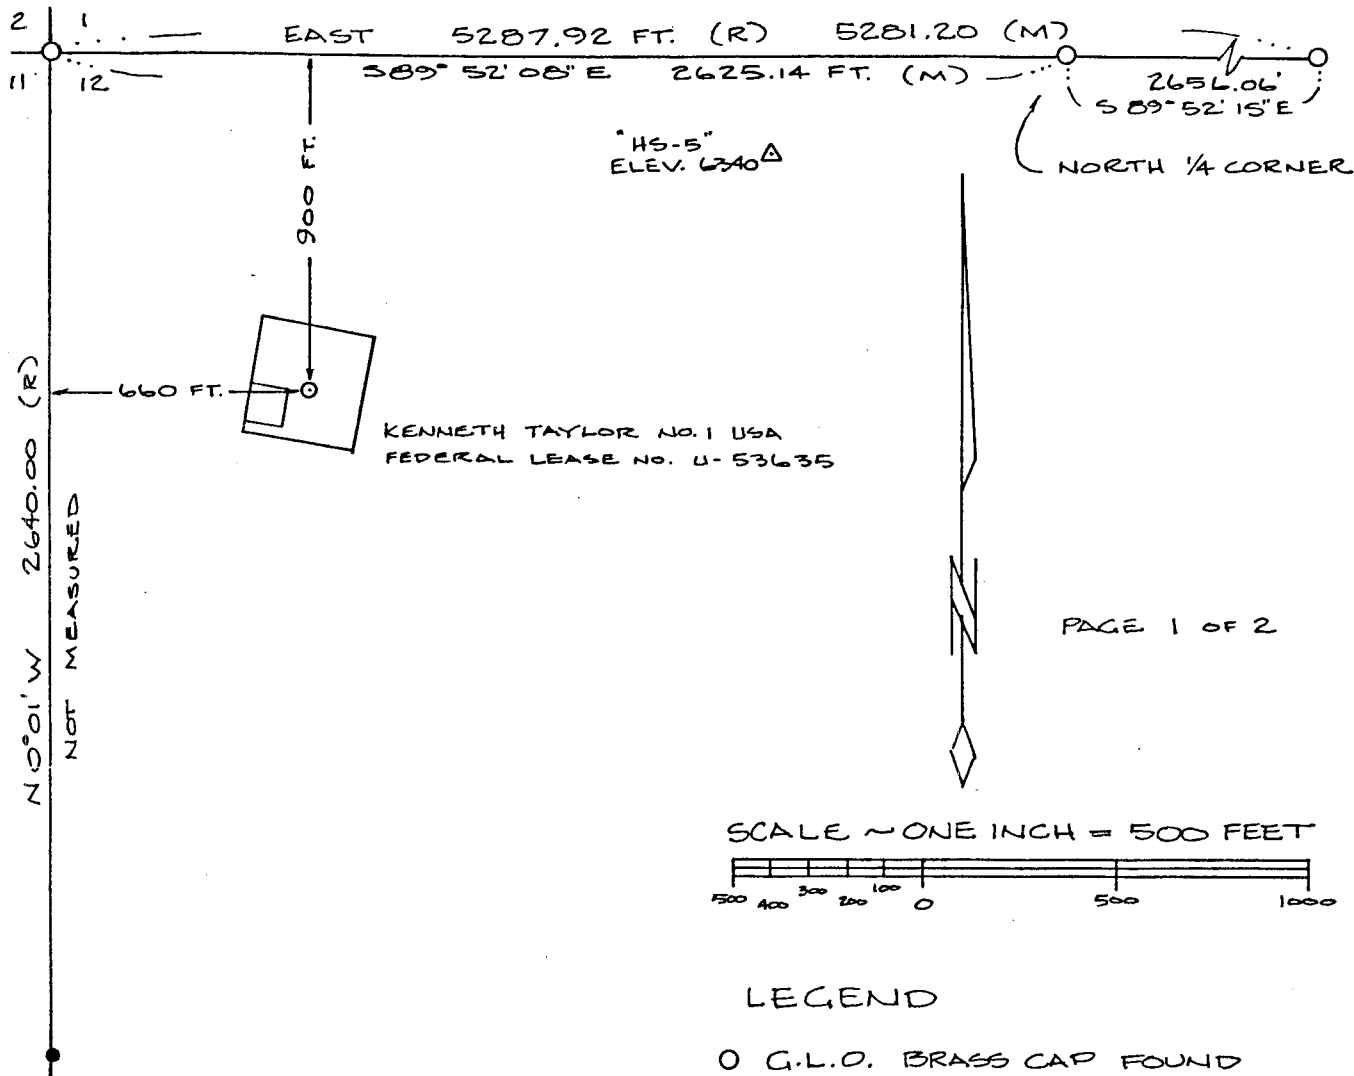 2 1
EAST 5287.92 FT. (R) 5281.20 (M)
11 12
S89° 52' 08" E 2625.14 FT. (M)
2656.06'
S 89° 52' 15" E
"HS-5"
ELEV. 6340
NORTH 1/4 CORNER
900 FT.
660 FT.
KENNETH TAYLOR NO. 1 USA
FEDERAL LEASE NO. U-53635
N 0° 01' W 2640.00 (R)
NOT MEASURED
N
PAGE 1 OF 2
SCALE ~ ONE INCH = 500 FEET
500 400 300 200 100 0 500 1000
LEGEND
O G.L.O. BRASS CAP FOUND